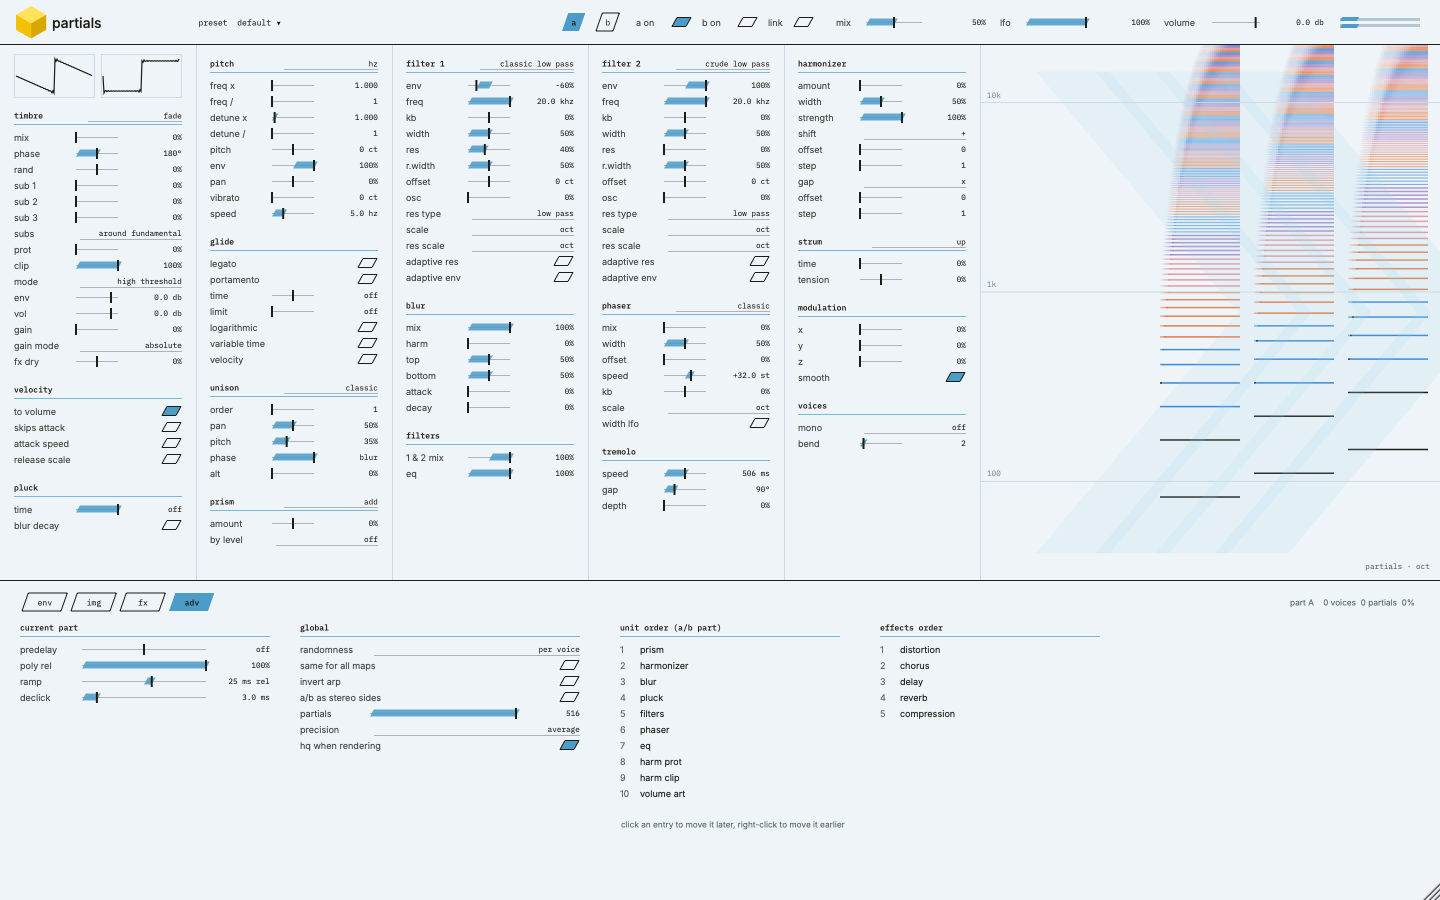 partials
preset default ▾
a b a on b on link mix 50% lfo 100% volume 0.0 db
timbre fade
mix 0%
phase 180°
rand 0%
sub 1 0%
sub 2 0%
sub 3 0%
subs around fundamental
prot 0%
clip 100%
mode high threshold
env 0.0 db
vol 0.0 db
gain 0%
gain mode absolute
fx dry 0%
velocity
to volume
skips attack
attack speed
release scale
pluck
time off
blur decay
pitch hz
freq x 1.000
freq / 1
detune x 1.000
detune / 1
pitch 0 ct
env 100%
pan 0%
vibrato 0 ct
speed 5.0 hz
glide
legato
portamento
time off
limit off
logarithmic
variable time
velocity
unison classic
order 1
pan 50%
pitch 35%
phase blur
alt 0%
prism add
amount 0%
by level off
filter 1 classic low pass
env -60%
freq 20.0 khz
kb 0%
width 50%
res 40%
r.width 50%
offset 0 ct
osc 0%
res type low pass
scale oct
res scale oct
adaptive res
adaptive env
blur
mix 100%
harm 0%
top 50%
bottom 50%
attack 0%
decay 0%
filters
1 & 2 mix 100%
eq 100%
filter 2 crude low pass
env 100%
freq 20.0 khz
kb 0%
width 50%
res 0%
r.width 50%
offset 0 ct
osc 0%
res type low pass
scale oct
res scale oct
adaptive res
adaptive env
phaser classic
mix 0%
width 50%
offset 0%
speed +32.0 st
kb 0%
scale oct
width lfo
tremolo
speed 506 ms
gap 90°
depth 0%
harmonizer
amount 0%
width 50%
strength 100%
shift +
offset 0
step 1
gap x
offset 0
step 1
strum up
time 0%
tension 0%
modulation
x 0%
y 0%
z 0%
smooth
voices
mono off
bend 2
10k
1k
100
partials · oct
env img fx adv
part A 0 voices 0 partials 0%
current part
predelay off
poly rel 100%
ramp 25 ms rel
declick 3.0 ms
global
randomness per voice
same for all maps
invert arp
a/b as stereo sides
partials 516
precision average
hq when rendering
unit order (a/b part)
1 prism
2 harmonizer
3 blur
4 pluck
5 filters
6 phaser
7 eq
8 harm prot
9 harm clip
10 volume art
click an entry to move it later, right-click to move it earlier
effects order
1 distortion
2 chorus
3 delay
4 reverb
5 compression